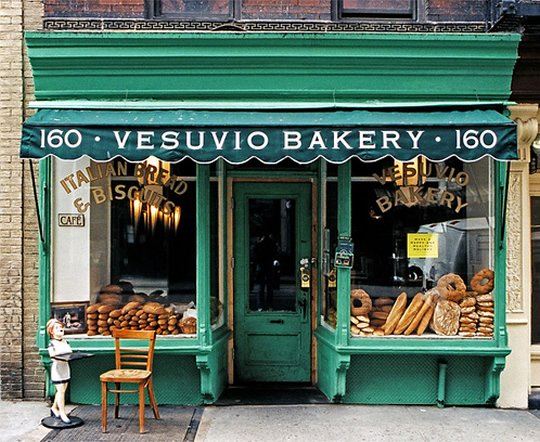 160 · VESUVIO BAKERY · 160
ITALIAN BREAD
& BISCUITS
VESUVIO
BAKERY
CAFÉ